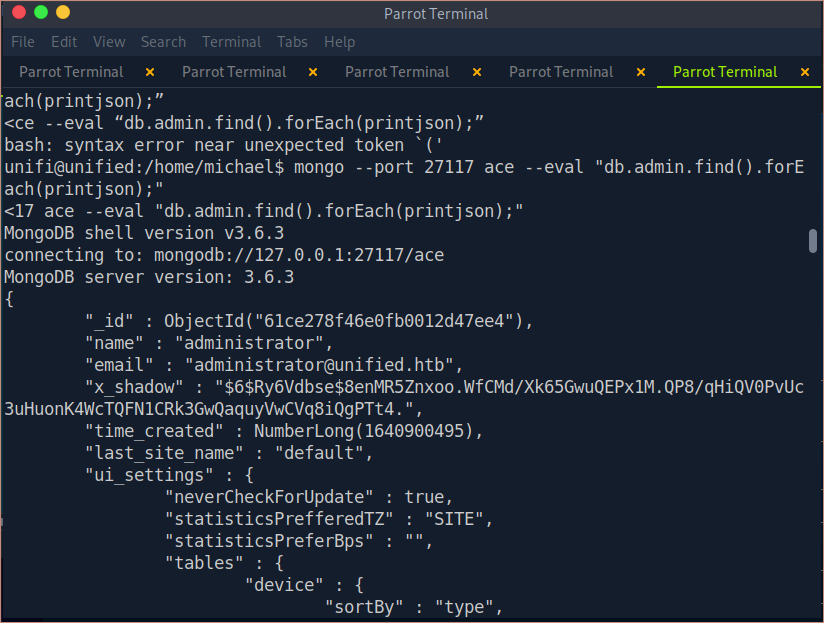 Parrot Terminal
File Edit View Search Terminal Tabs Help
Parrot Terminal × Parrot Terminal × Parrot Terminal × Parrot Terminal × Parrot Terminal ×
ach(printjson);”
<ce --eval “db.admin.find().forEach(printjson);”
bash: syntax error near unexpected token `('
unifi@unified:/home/michael$ mongo --port 27117 ace --eval "db.admin.find().forE
ach(printjson);"
<17 ace --eval "db.admin.find().forEach(printjson);"
MongoDB shell version v3.6.3
connecting to: mongodb://127.0.0.1:27117/ace
MongoDB server version: 3.6.3
{
"_id" : ObjectId("61ce278f46e0fb0012d47ee4"),
"name" : "administrator",
"email" : "administrator@unified.htb",
"x_shadow" : "$6$Ry6Vdbse$8enMR5Znxoo.WfCMd/Xk65GwuQEPx1M.QP8/qHiQV0PvUc
3uHuonK4WcTQFN1CRk3GwQaquyVwCVq8iQgPTt4.",
"time_created" : NumberLong(1640900495),
"last_site_name" : "default",
"ui_settings" : {
"neverCheckForUpdate" : true,
"statisticsPrefferedTZ" : "SITE",
"statisticsPreferBps" : "",
"tables" : {
"device" : {
"sortBy" : "type",